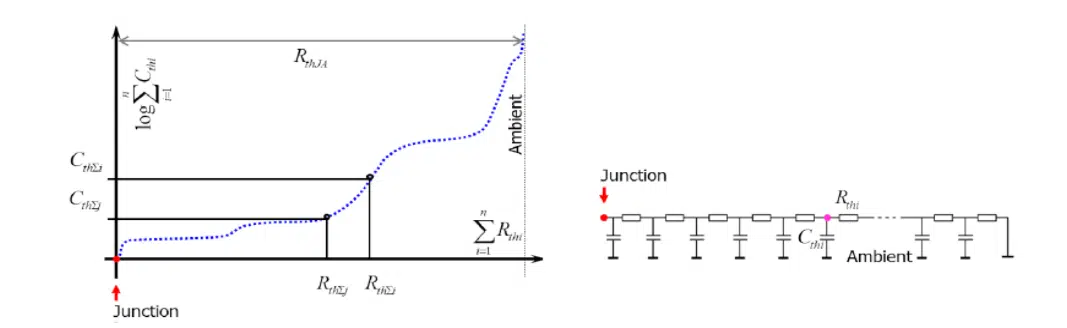 R_thJA
log∑_{i=1}^{n} C_thi
Ambient
C_thΣi
C_thΣj
∑_{i=1}^{n} R_thi
R_thΣj R_thΣi
Junction
Junction
R_thi
C_thi
Ambient